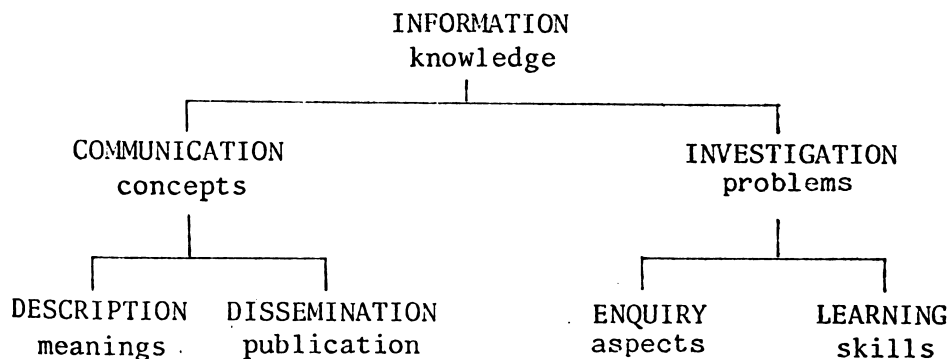 INFORMATION
knowledge
COMMUNICATION
concepts
INVESTIGATION
problems
DESCRIPTION
meanings
DISSEMINATION
publication
ENQUIRY
aspects
LEARNING
skills